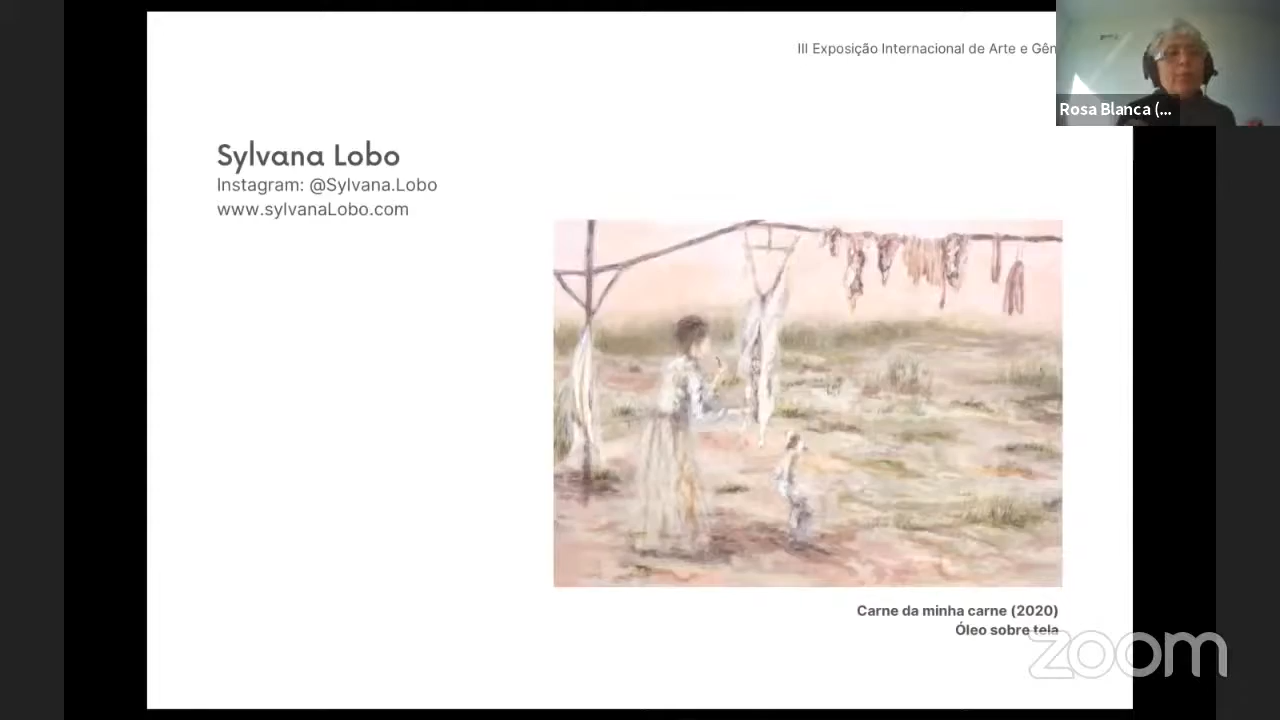 III Exposição Internacional de Arte e Gên
Rosa Blanca (...
Sylvana Lobo
Instagram: @Sylvana.Lobo
www.sylvanaLobo.com
Carne da minha carne (2020)
Óleo sobre tela
zoom